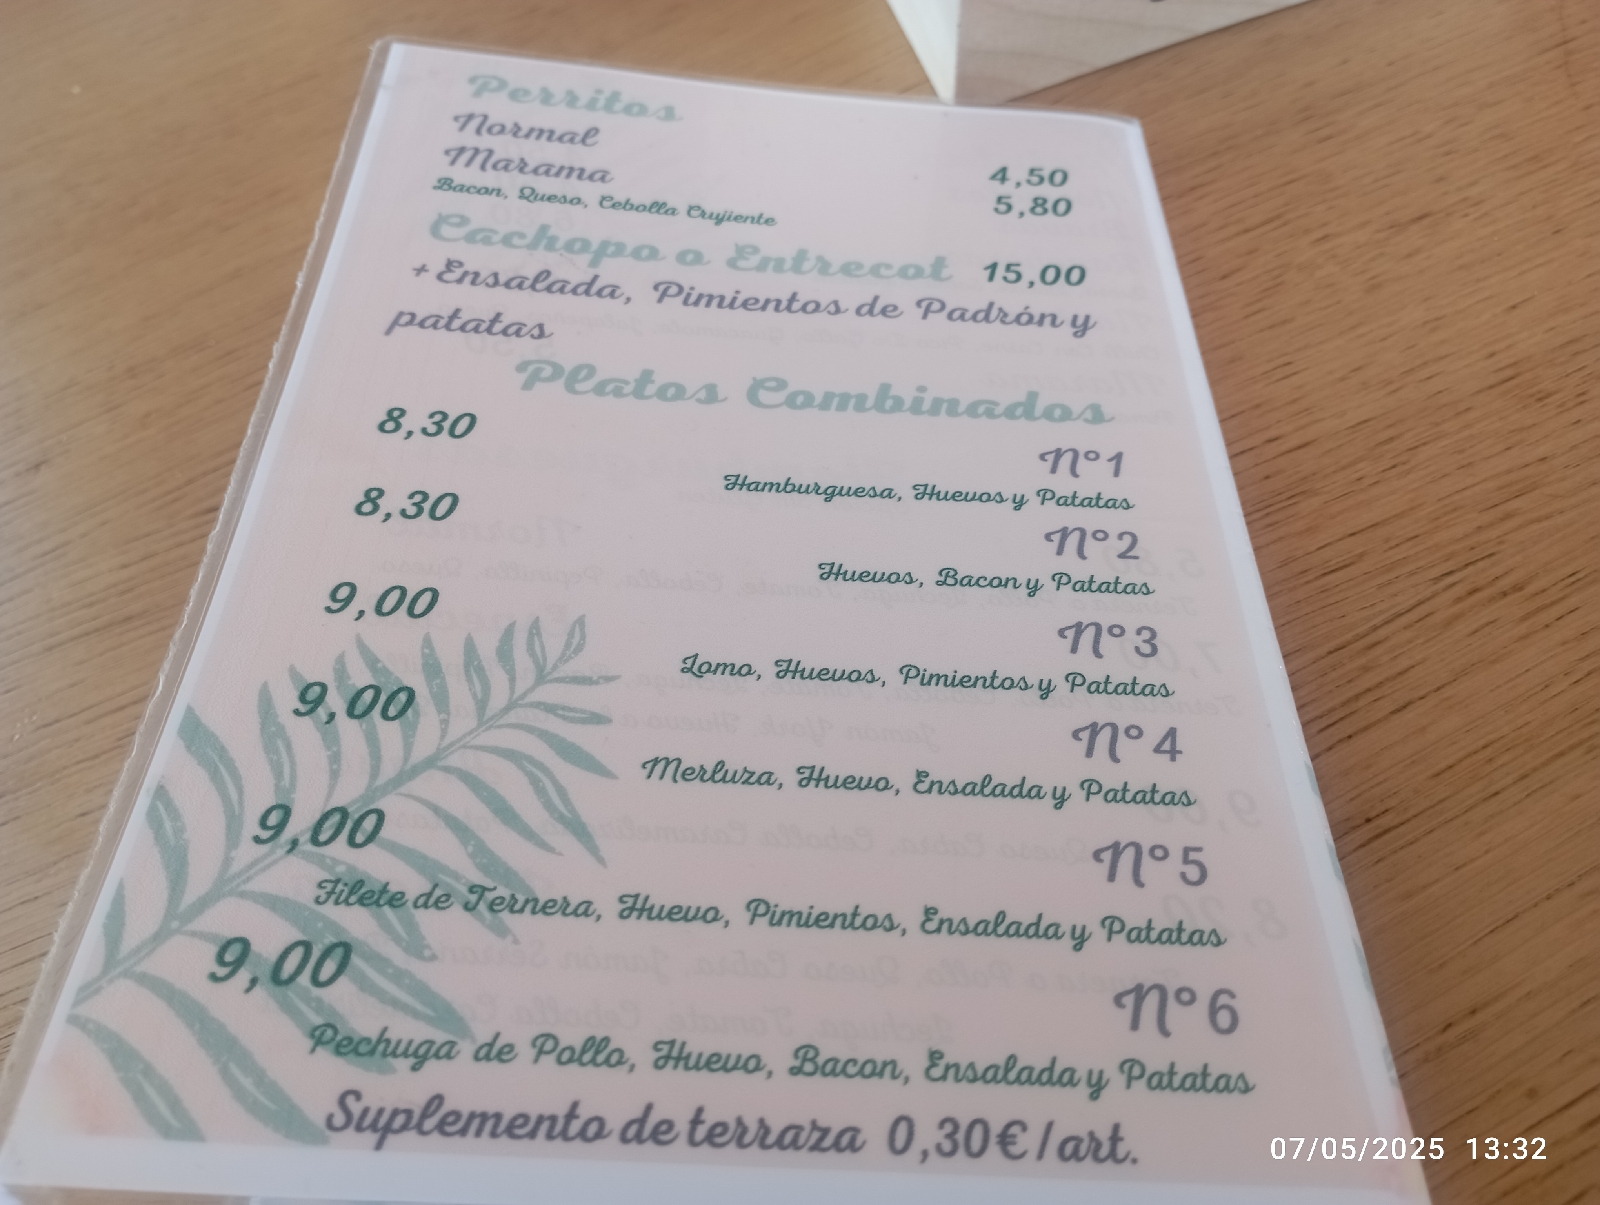 Perritos
Normal 4,50
Marama 5,80
Bacon, Queso, Cebolla Crujiente
Cachopo o Entrecot 15,00
+Ensalada, Pimientos de Padrón y
patatas
Platos Combinados
8,30 Nº1
Hamburguesa, Huevos y Patatas
8,30 Nº2
Huevos, Bacon y Patatas
9,00 Nº3
Lomo, Huevos, Pimientos y Patatas
9,00 Nº4
Merluza, Huevo, Ensalada y Patatas
9,00 Nº5
Filete de Ternera, Huevo, Pimientos, Ensalada y Patatas
9,00 Nº6
Pechuga de Pollo, Huevo, Bacon, Ensalada y Patatas
Suplemento de terraza 0,30€/art.
07/05/2025 13:32